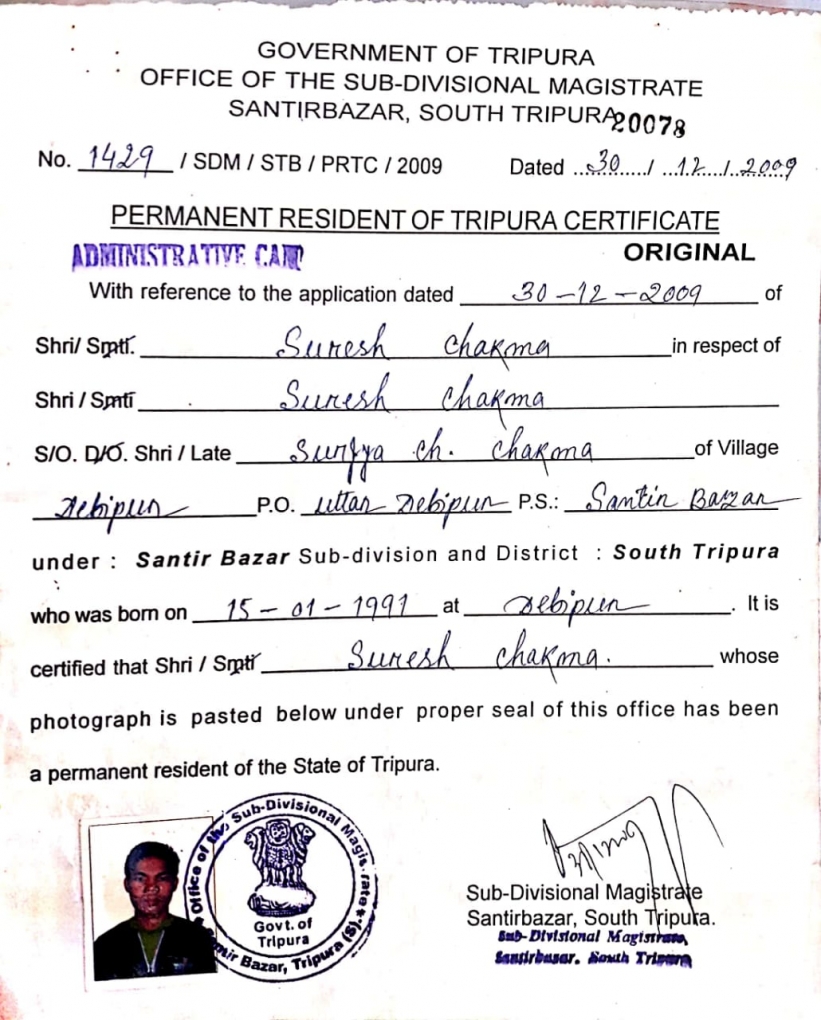 GOVERNMENT OF TRIPURA
OFFICE OF THE SUB-DIVISIONAL MAGISTRATE
SANTIRBAZAR, SOUTH TRIPURA 20078
No. 1429 / SDM / STB / PRTC / 2009 Dated 30 / 12 / 2009
PERMANENT RESIDENT OF TRIPURA CERTIFICATE
ADMINISTRATIVE CAMP ORIGINAL
With reference to the application dated 30-12-2009 of
Shri/ Smti. Suresh Chakma in respect of
Shri / Smti Suresh Chakma
S/O. D/O. Shri / Late Surjya ch. Chakma of Village
Debipur P.O. Uttar Debipur P.S.: Santir Bazar
under : Santir Bazar Sub-division and District : South Tripura
who was born on 15-01-1991 at Debipur. It is
certified that Shri / Smti Suresh Chakma. whose
photograph is pasted below under proper seal of this office has been
a permanent resident of the State of Tripura.
Office of the Sub-Divisional Magistrate
Govt. of
Tripura
Santir Bazar, Tripura (S)
Sub-Divisional Magistrate
Santirbazar, South Tripura.
Sub-Divisional Magistrate,
Santirbazar. South Tripura